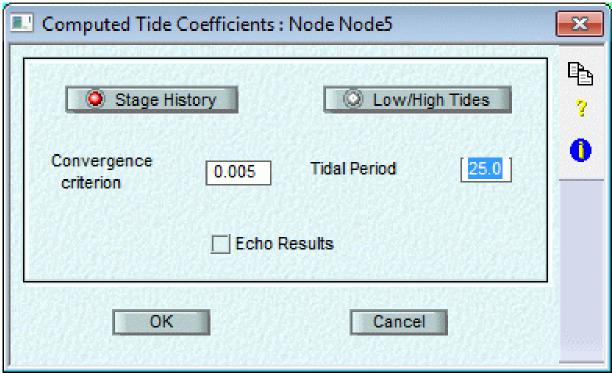 Computed Tide Coefficients : Node Node5
Stage History
Low/High Tides
Convergence
criterion
0.005
Tidal Period
25.0
Echo Results
OK
Cancel